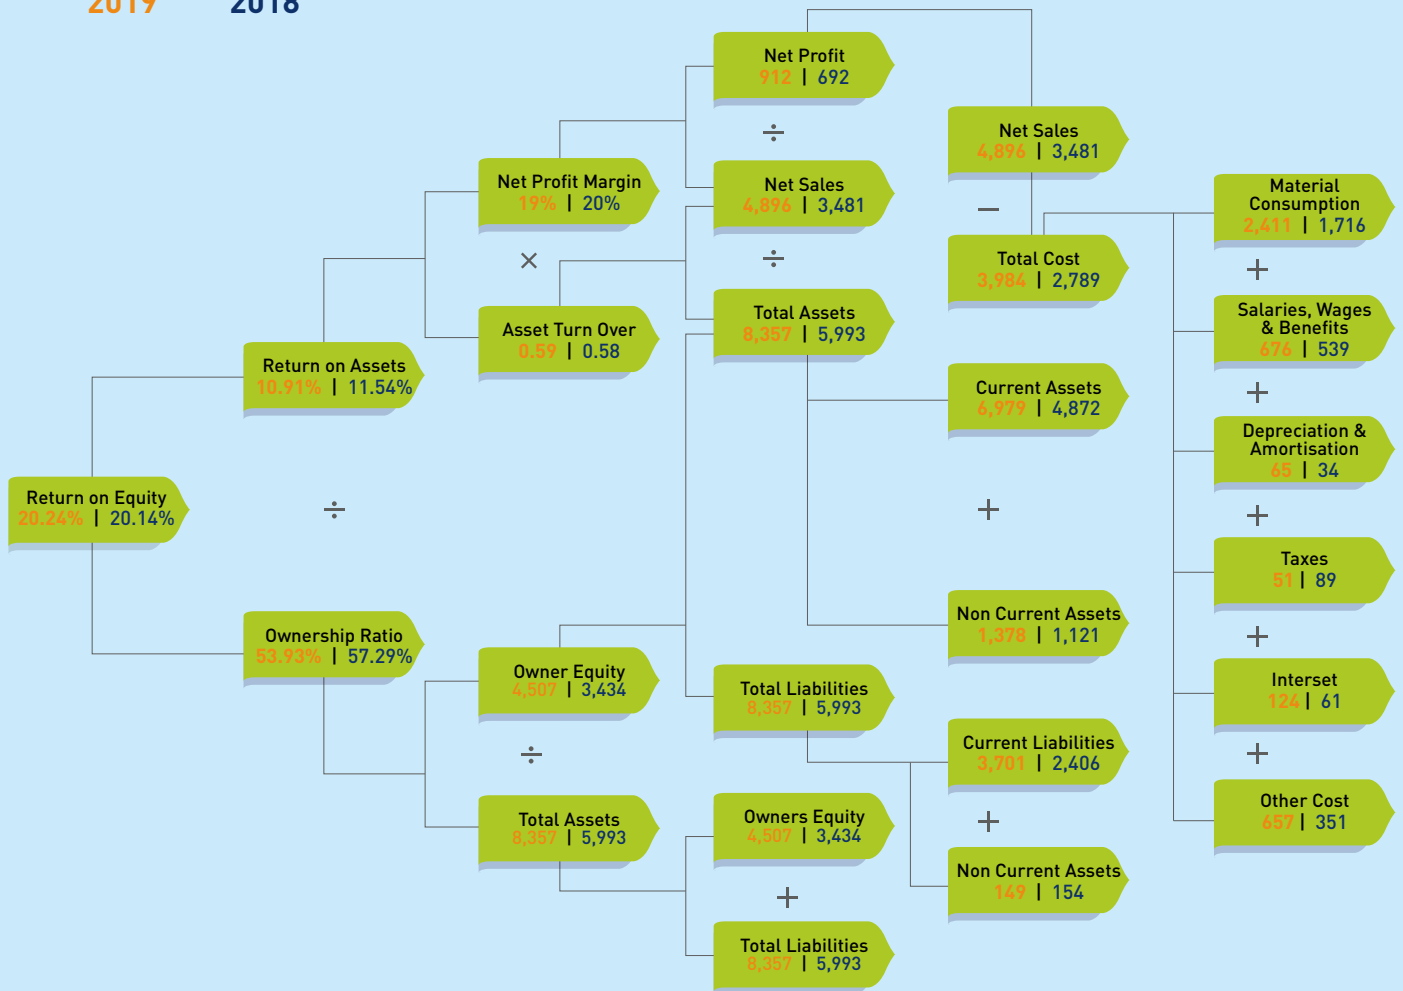 2019 2018
Net Profit
912 | 692
÷
Net Sales
4,896 | 3,481
Net Profit Margin
19% | 20%
Net Sales
4,896 | 3,481
Material
Consumption
2,411 | 1,716
−
×
÷
Total Cost
3,984 | 2,789
+
Total Assets
8,357 | 5,993
Asset Turn Over
0.59 | 0.58
Salaries, Wages
& Benefits
676 | 539
Return on Assets
10.91% | 11.54%
Current Assets
6,979 | 4,872
+
Depreciation &
Amortisation
65 | 34
Return on Equity
20.24% | 20.14%
÷
+
+
Taxes
51 | 89
Non Current Assets
1,378 | 1,121
+
Ownership Ratio
53.93% | 57.29%
Owner Equity
4,507 | 3,434
Total Liabilities
8,357 | 5,993
Interset
124 | 61
÷
Current Liabilities
3,701 | 2,406
+
Total Assets
8,357 | 5,993
Owners Equity
4,507 | 3,434
+
Other Cost
657 | 351
+
Non Current Assets
149 | 154
Total Liabilities
8,357 | 5,993